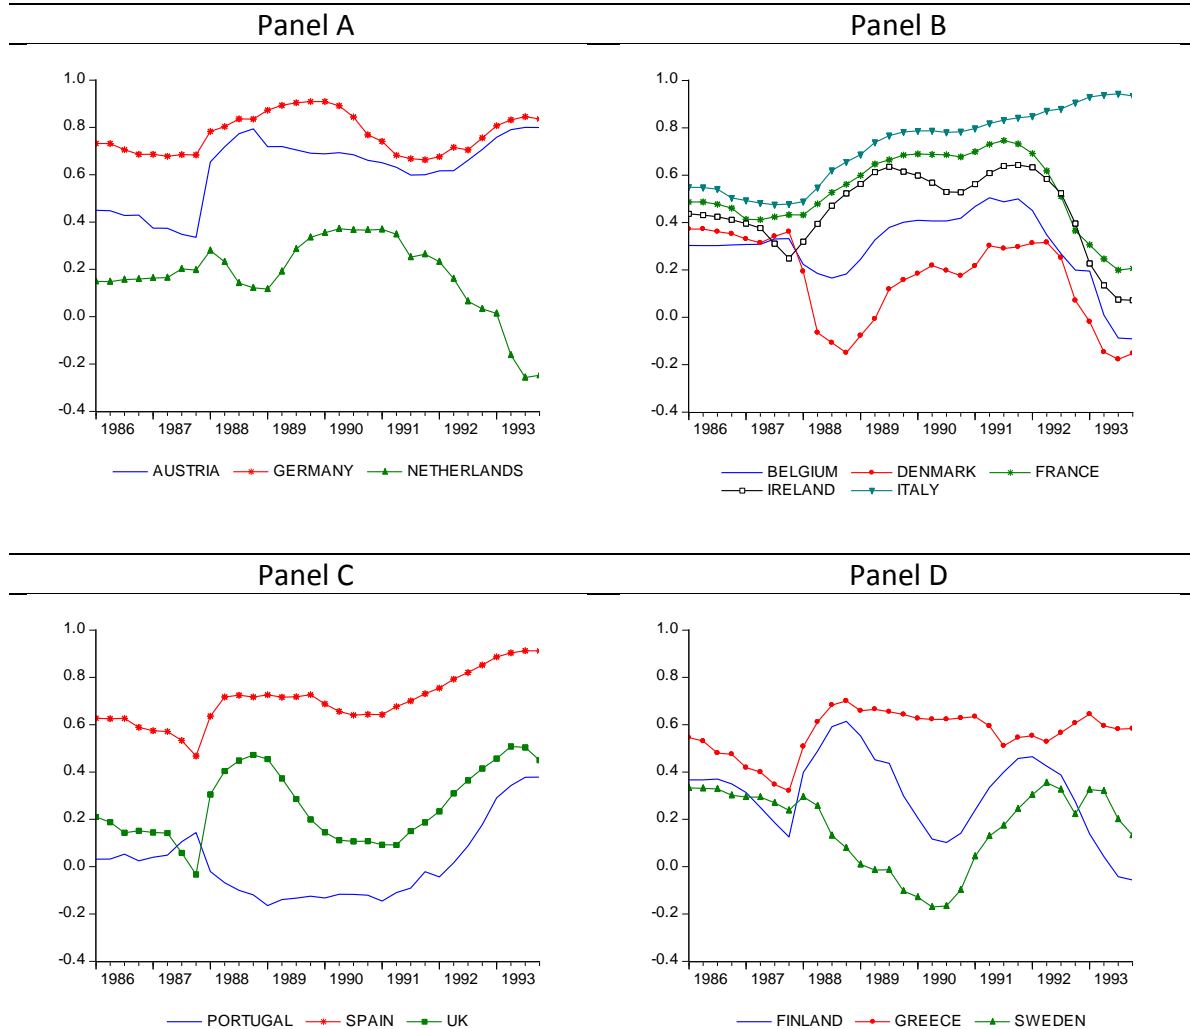 Panel A
Panel B
1.0
0.8
0.6
0.4
0.2
0.0
-0.2
-0.4
1986 1987 1988 1989 1990 1991 1992 1993
AUSTRIA GERMANY NETHERLANDS
1.0
0.8
0.6
0.4
0.2
0.0
-0.2
-0.4
1986 1987 1988 1989 1990 1991 1992 1993
BELGIUM DENMARK FRANCE
IRELAND ITALY
Panel C
Panel D
1.0
0.8
0.6
0.4
0.2
0.0
-0.2
-0.4
1986 1987 1988 1989 1990 1991 1992 1993
PORTUGAL SPAIN UK
1.0
0.8
0.6
0.4
0.2
0.0
-0.2
-0.4
1986 1987 1988 1989 1990 1991 1992 1993
FINLAND GREECE SWEDEN